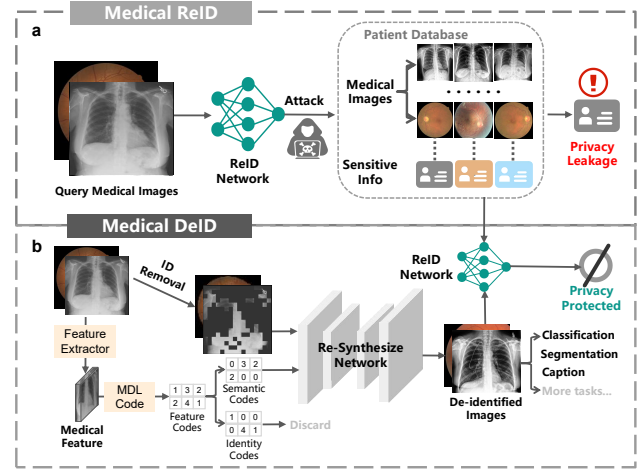 Medical ReID
a
Patient Database
Medical
Images
Attack
ReID
Network
Query Medical Images
Sensitive
Info
Privacy
Leakage
Medical DeID
b
ID
Removal
ReID
Network
Privacy
Protected
Feature
Extractor
Re-Synthesize
Network
Classification
Segmentation
Caption
More tasks...
De-identified
Images
MDL
Code
Medical
Feature
1 3 2
2 4 1
Feature
Codes
0 3 2
2 0 0
Semantic
Codes
1 0 0
0 4 1
Identity
Codes
Discard